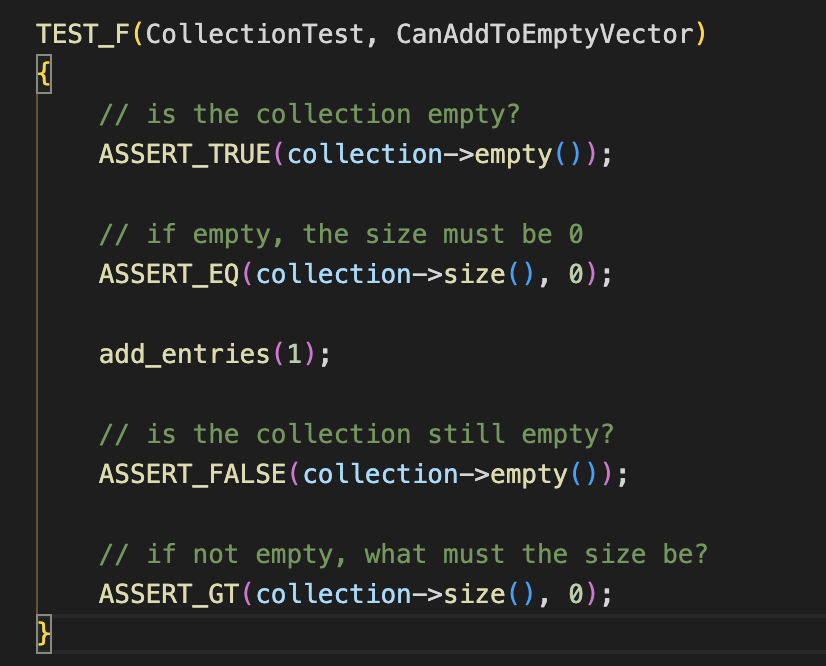 TEST_F(CollectionTest, CanAddToEmptyVector)
{
// is the collection empty?
ASSERT_TRUE(collection->empty());
// if empty, the size must be 0
ASSERT_EQ(collection->size(), 0);
add_entries(1);
// is the collection still empty?
ASSERT_FALSE(collection->empty());
// if not empty, what must the size be?
ASSERT_GT(collection->size(), 0);
}